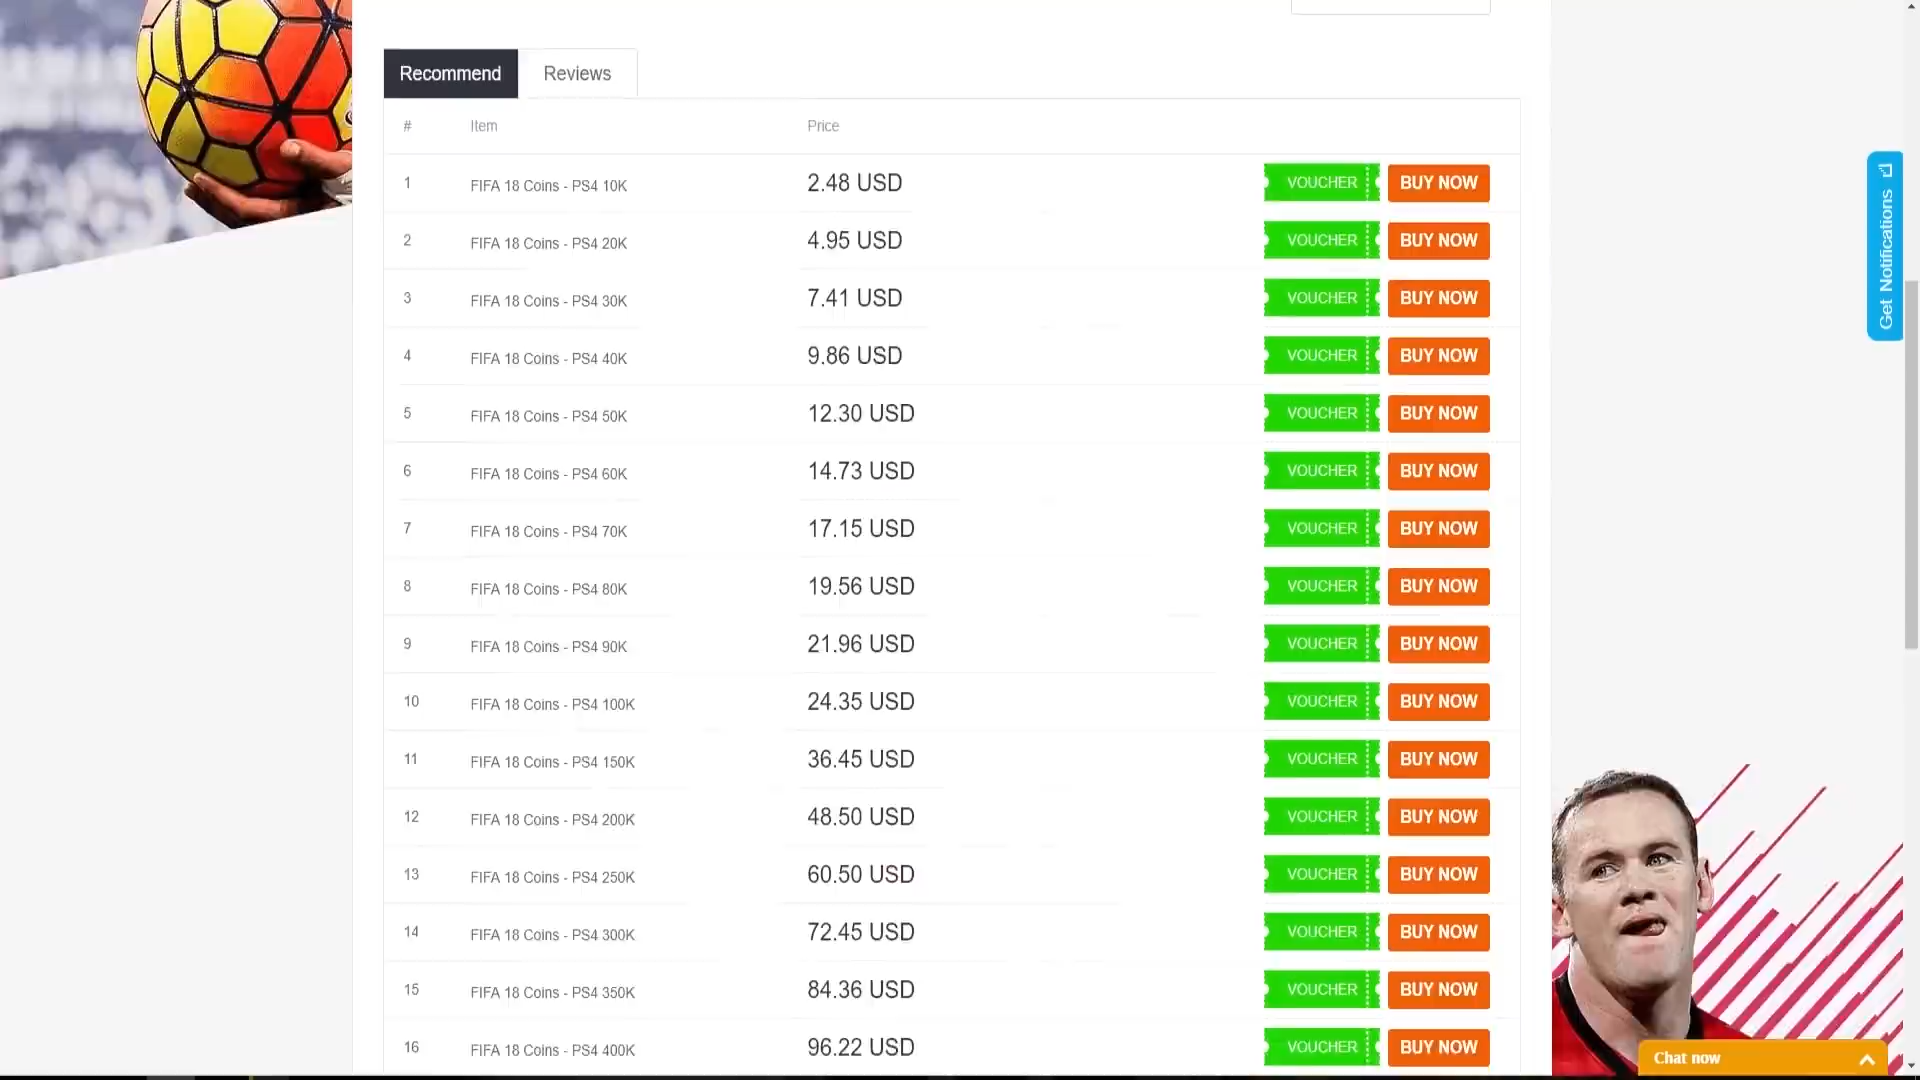 Recommend Reviews
# Item Price
1 FIFA 18 Coins - PS4 10K 2.48 USD VOUCHER BUY NOW
2 FIFA 18 Coins - PS4 20K 4.95 USD VOUCHER BUY NOW
3 FIFA 18 Coins - PS4 30K 7.41 USD VOUCHER BUY NOW
4 FIFA 18 Coins - PS4 40K 9.86 USD VOUCHER BUY NOW
5 FIFA 18 Coins - PS4 50K 12.30 USD VOUCHER BUY NOW
6 FIFA 18 Coins - PS4 60K 14.73 USD VOUCHER BUY NOW
7 FIFA 18 Coins - PS4 70K 17.15 USD VOUCHER BUY NOW
8 FIFA 18 Coins - PS4 80K 19.56 USD VOUCHER BUY NOW
9 FIFA 18 Coins - PS4 90K 21.96 USD VOUCHER BUY NOW
10 FIFA 18 Coins - PS4 100K 24.35 USD VOUCHER BUY NOW
11 FIFA 18 Coins - PS4 150K 36.45 USD VOUCHER BUY NOW
12 FIFA 18 Coins - PS4 200K 48.50 USD VOUCHER BUY NOW
13 FIFA 18 Coins - PS4 250K 60.50 USD VOUCHER BUY NOW
14 FIFA 18 Coins - PS4 300K 72.45 USD VOUCHER BUY NOW
15 FIFA 18 Coins - PS4 350K 84.36 USD VOUCHER BUY NOW
16 FIFA 18 Coins - PS4 400K 96.22 USD VOUCHER BUY NOW
Get Notifications
Chat now